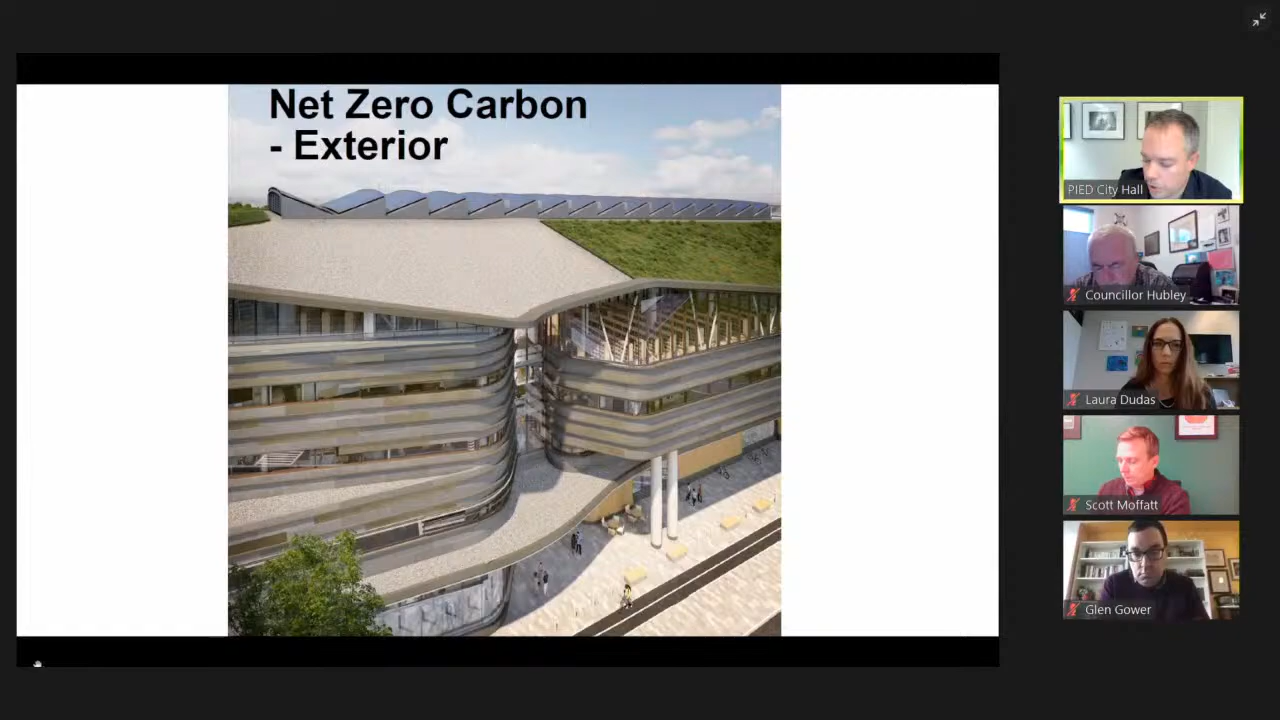 Net Zero Carbon
- Exterior
PIED City Hall
Councillor Hubley
Laura Dudas
Scott Moffatt
Glen Gower